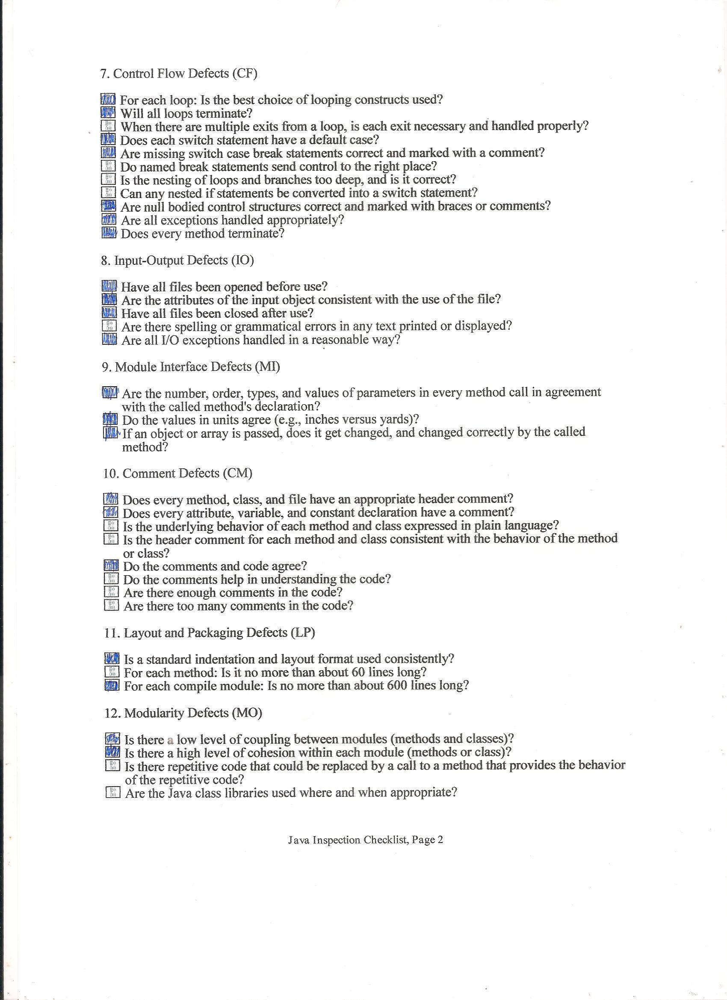 7. Control Flow Defects (CF)
For each loop: Is the best choice of looping constructs used?
Will all loops terminate?
When there are multiple exits from a loop, is each exit necessary and handled properly?
Does each switch statement have a default case?
Are missing switch case break statements correct and marked with a comment?
Do named break statements send control to the right place?
Is the nesting of loops and branches too deep, and is it correct?
Can any nested if statements be converted into a switch statement?
Are null bodied control structures correct and marked with braces or comments?
Are all exceptions handled appropriately?
Does every method terminate?
8. Input-Output Defects (IO)
Have all files been opened before use?
Are the attributes of the input object consistent with the use of the file?
Have all files been closed after use?
Are there spelling or grammatical errors in any text printed or displayed?
Are all I/O exceptions handled in a reasonable way?
9. Module Interface Defects (MI)
Are the number, order, types, and values of parameters in every method call in agreement
with the called method's declaration?
Do the values in units agree (e.g., inches versus yards)?
If an object or array is passed, does it get changed, and changed correctly by the called
method?
10. Comment Defects (CM)
Does every method, class, and file have an appropriate header comment?
Does every attribute, variable, and constant declaration have a comment?
Is the underlying behavior of each method and class expressed in plain language?
Is the header comment for each method and class consistent with the behavior of the method
or class?
Do the comments and code agree?
Do the comments help in understanding the code?
Are there enough comments in the code?
Are there too many comments in the code?
11. Layout and Packaging Defects (LP)
Is a standard indentation and layout format used consistently?
For each method: Is it no more than about 60 lines long?
For each compile module: Is no more than about 600 lines long?
12. Modularity Defects (MO)
Is there a low level of coupling between modules (methods and classes)?
Is there a high level of cohesion within each module (methods or class)?
Is there repetitive code that could be replaced by a call to a method that provides the behavior
of the repetitive code?
Are the Java class libraries used where and when appropriate?
Java Inspection Checklist, Page 2